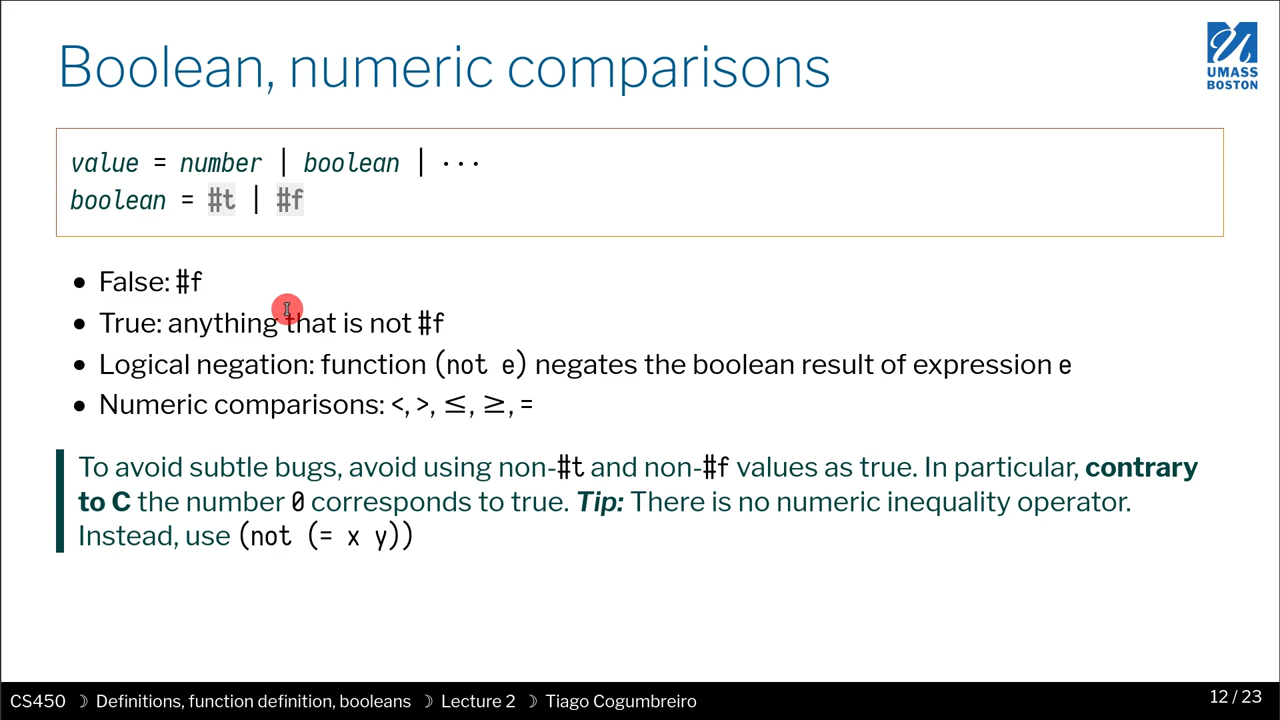 Boolean, numeric comparisons
UMASS
BOSTON
value = number | boolean | ···
boolean = #t | #f
• False: #f
• True: anything that is not #f
• Logical negation: function (not e) negates the boolean result of expression e
• Numeric comparisons: <, >, ≤, ≥, =
To avoid subtle bugs, avoid using non-#t and non-#f values as true. In particular, contrary
to C the number 0 corresponds to true. Tip: There is no numeric inequality operator.
Instead, use (not (= x y))
CS450 ☽ Definitions, function definition, booleans ☽ Lecture 2 ☽ Tiago Cogumbreiro
12 / 23